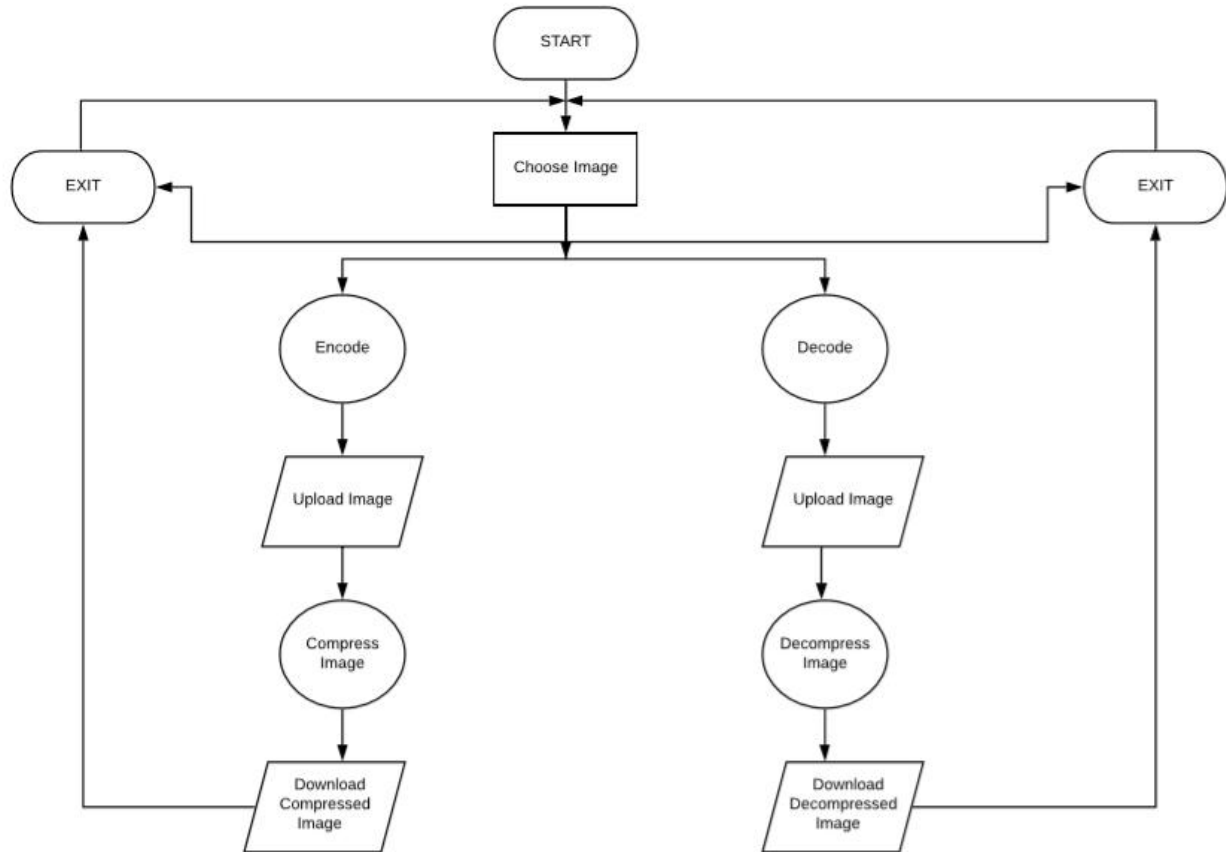 START
Choose Image
EXIT
EXIT
Encode
Decode
Upload Image
Upload Image
Compress
Image
Decompress
Image
Download
Compressed
Image
Download
Decompressed
Image